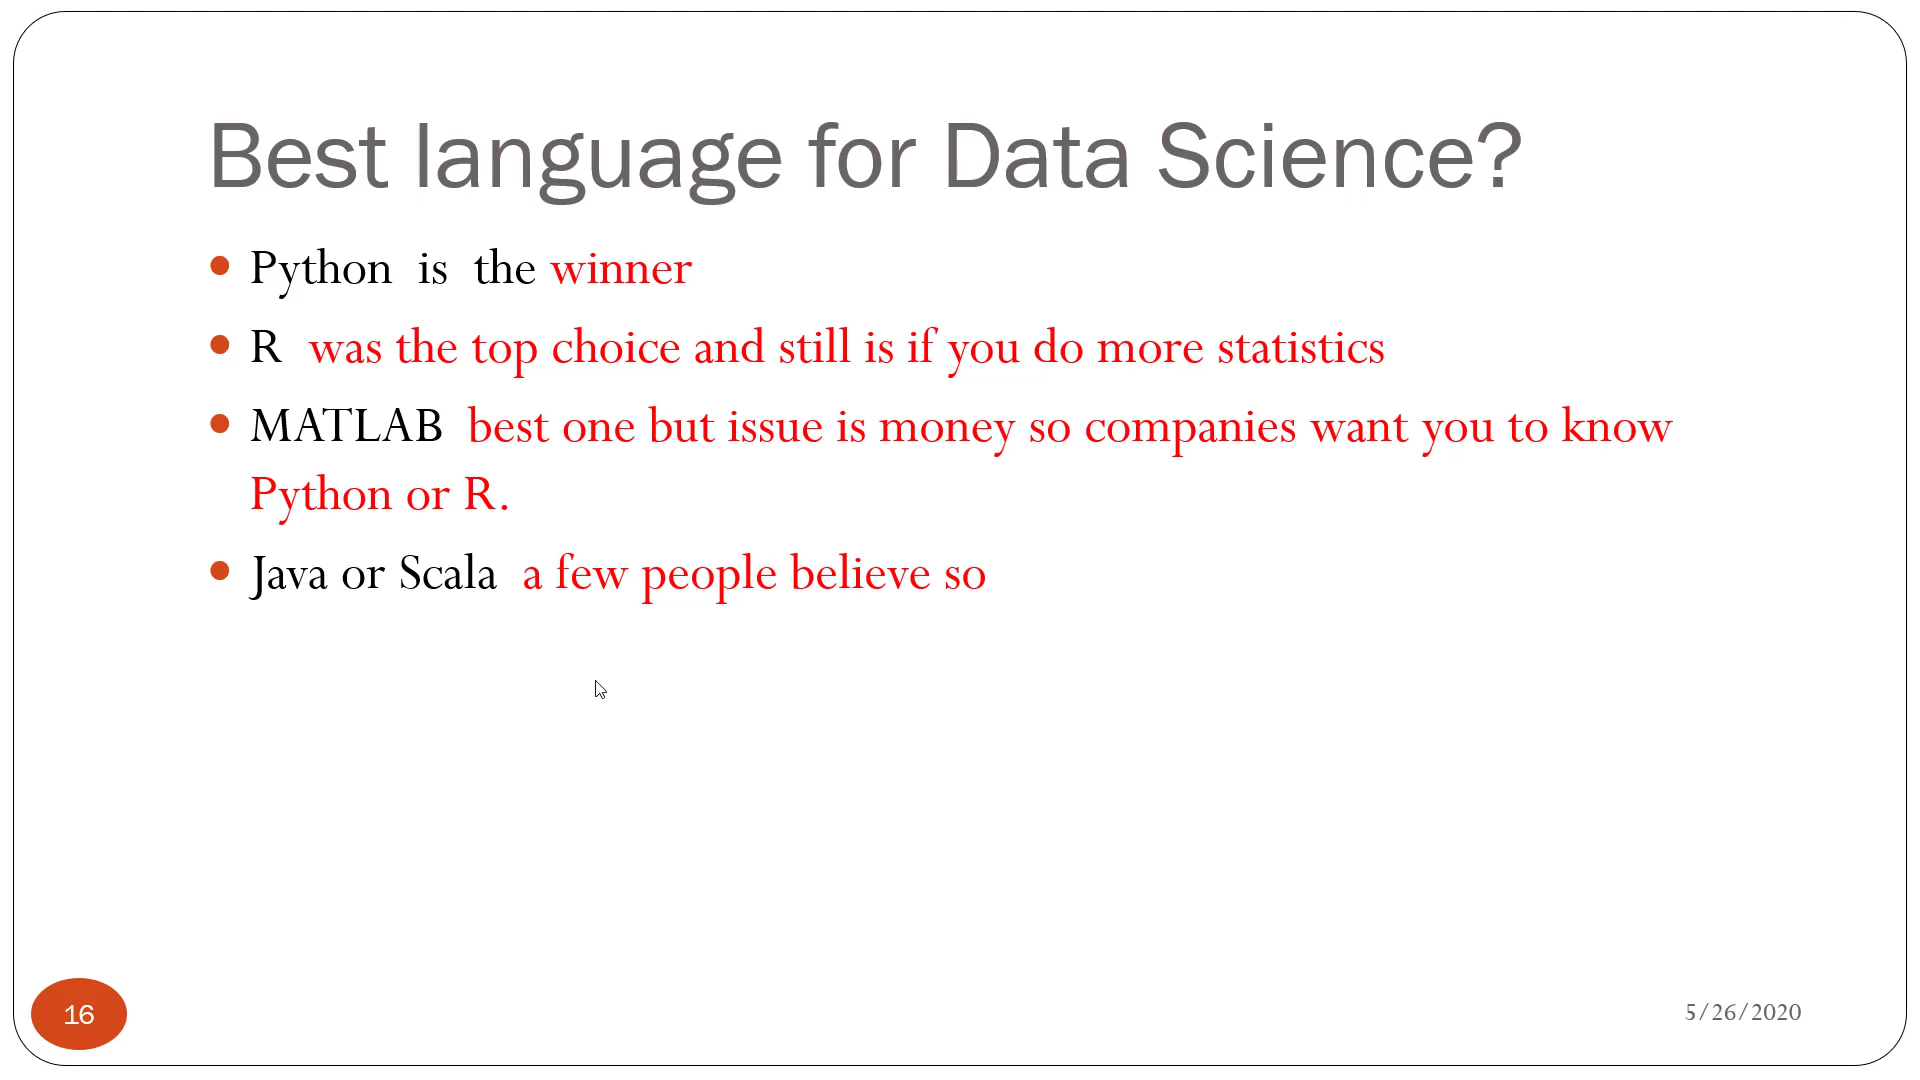 Best language for Data Science?
Python is the winner
R was the top choice and still is if you do more statistics
MATLAB best one but issue is money so companies want you to know
Python or R.
Java or Scala a few people believe so
16
5/26/2020